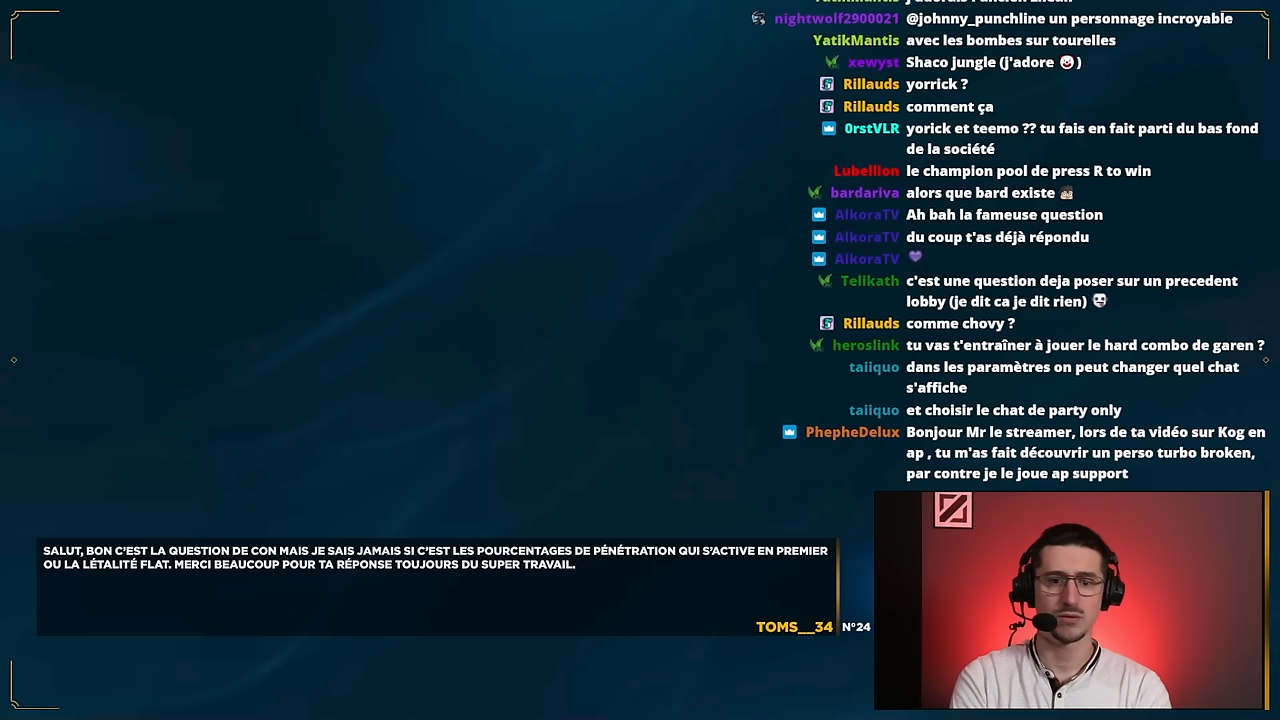 nightwolf2900021 @johnny_punchline un personnage incroyable
YatikMantis avec les bombes sur tourelles
xewyst Shaco jungle (j'adore 🤡)
Rillauds yorrick ?
Rillauds comment ça
0rstVLR yorick et teemo ?? tu fais en fait parti du bas fond
de la société
Lubellion le champion pool de press R to win
bardariva alors que bard existe
AlkoraTV Ah bah la fameuse question
AlkoraTV du coup t'as déjà répondu
AlkoraTV 💜
Telikath c'est une question deja poser sur un precedent
lobby (je dit ca je dit rien)
Rillauds comme chovy ?
heroslink tu vas t'entraîner à jouer le hard combo de garen ?
taiiquo dans les paramètres on peut changer quel chat
s'affiche
taiiquo et choisir le chat de party only
PhepheDelux Bonjour Mr le streamer, lors de ta vidéo sur Kog en
ap , tu m'as fait découvrir un perso turbo broken,
par contre je le joue ap support
SALUT, BON C'EST LA QUESTION DE CON MAIS JE SAIS JAMAIS SI C'EST LES POURCENTAGES DE PÉNÉTRATION QUI S'ACTIVE EN PREMIER
OU LA LÉTALITÉ FLAT. MERCI BEAUCOUP POUR TA RÉPONSE TOUJOURS DU SUPER TRAVAIL.
TOMS__34 N°24